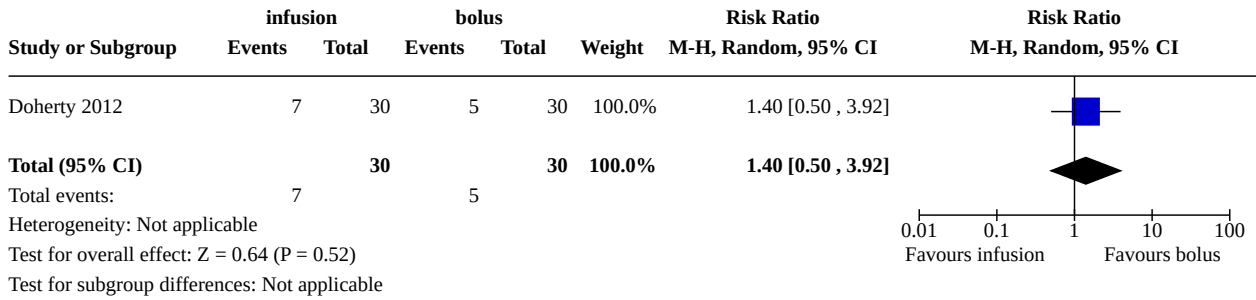 infusion bolus Risk Ratio Risk Ratio
Study or Subgroup Events Total Events Total Weight M-H, Random, 95% CI M-H, Random, 95% CI
Doherty 2012 7 30 5 30 100.0% 1.40 [0.50 , 3.92]
Total (95% CI) 30 30 100.0% 1.40 [0.50 , 3.92]
Total events: 7 5
Heterogeneity: Not applicable
0.01 0.1 1 10 100
Test for overall effect: Z = 0.64 (P = 0.52) Favours infusion Favours bolus
Test for subgroup differences: Not applicable